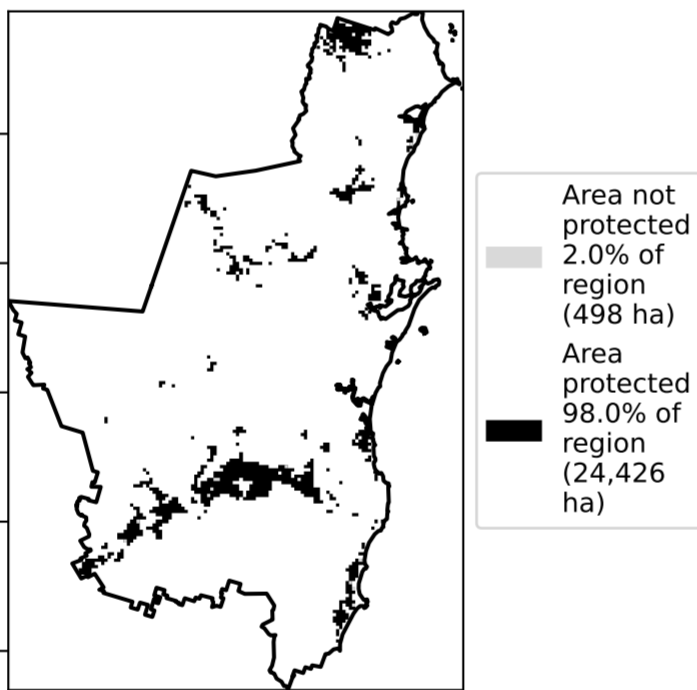 Area not
protected
2.0% of
region
(498 ha)
Area
protected
98.0% of
region
(24,426
ha)